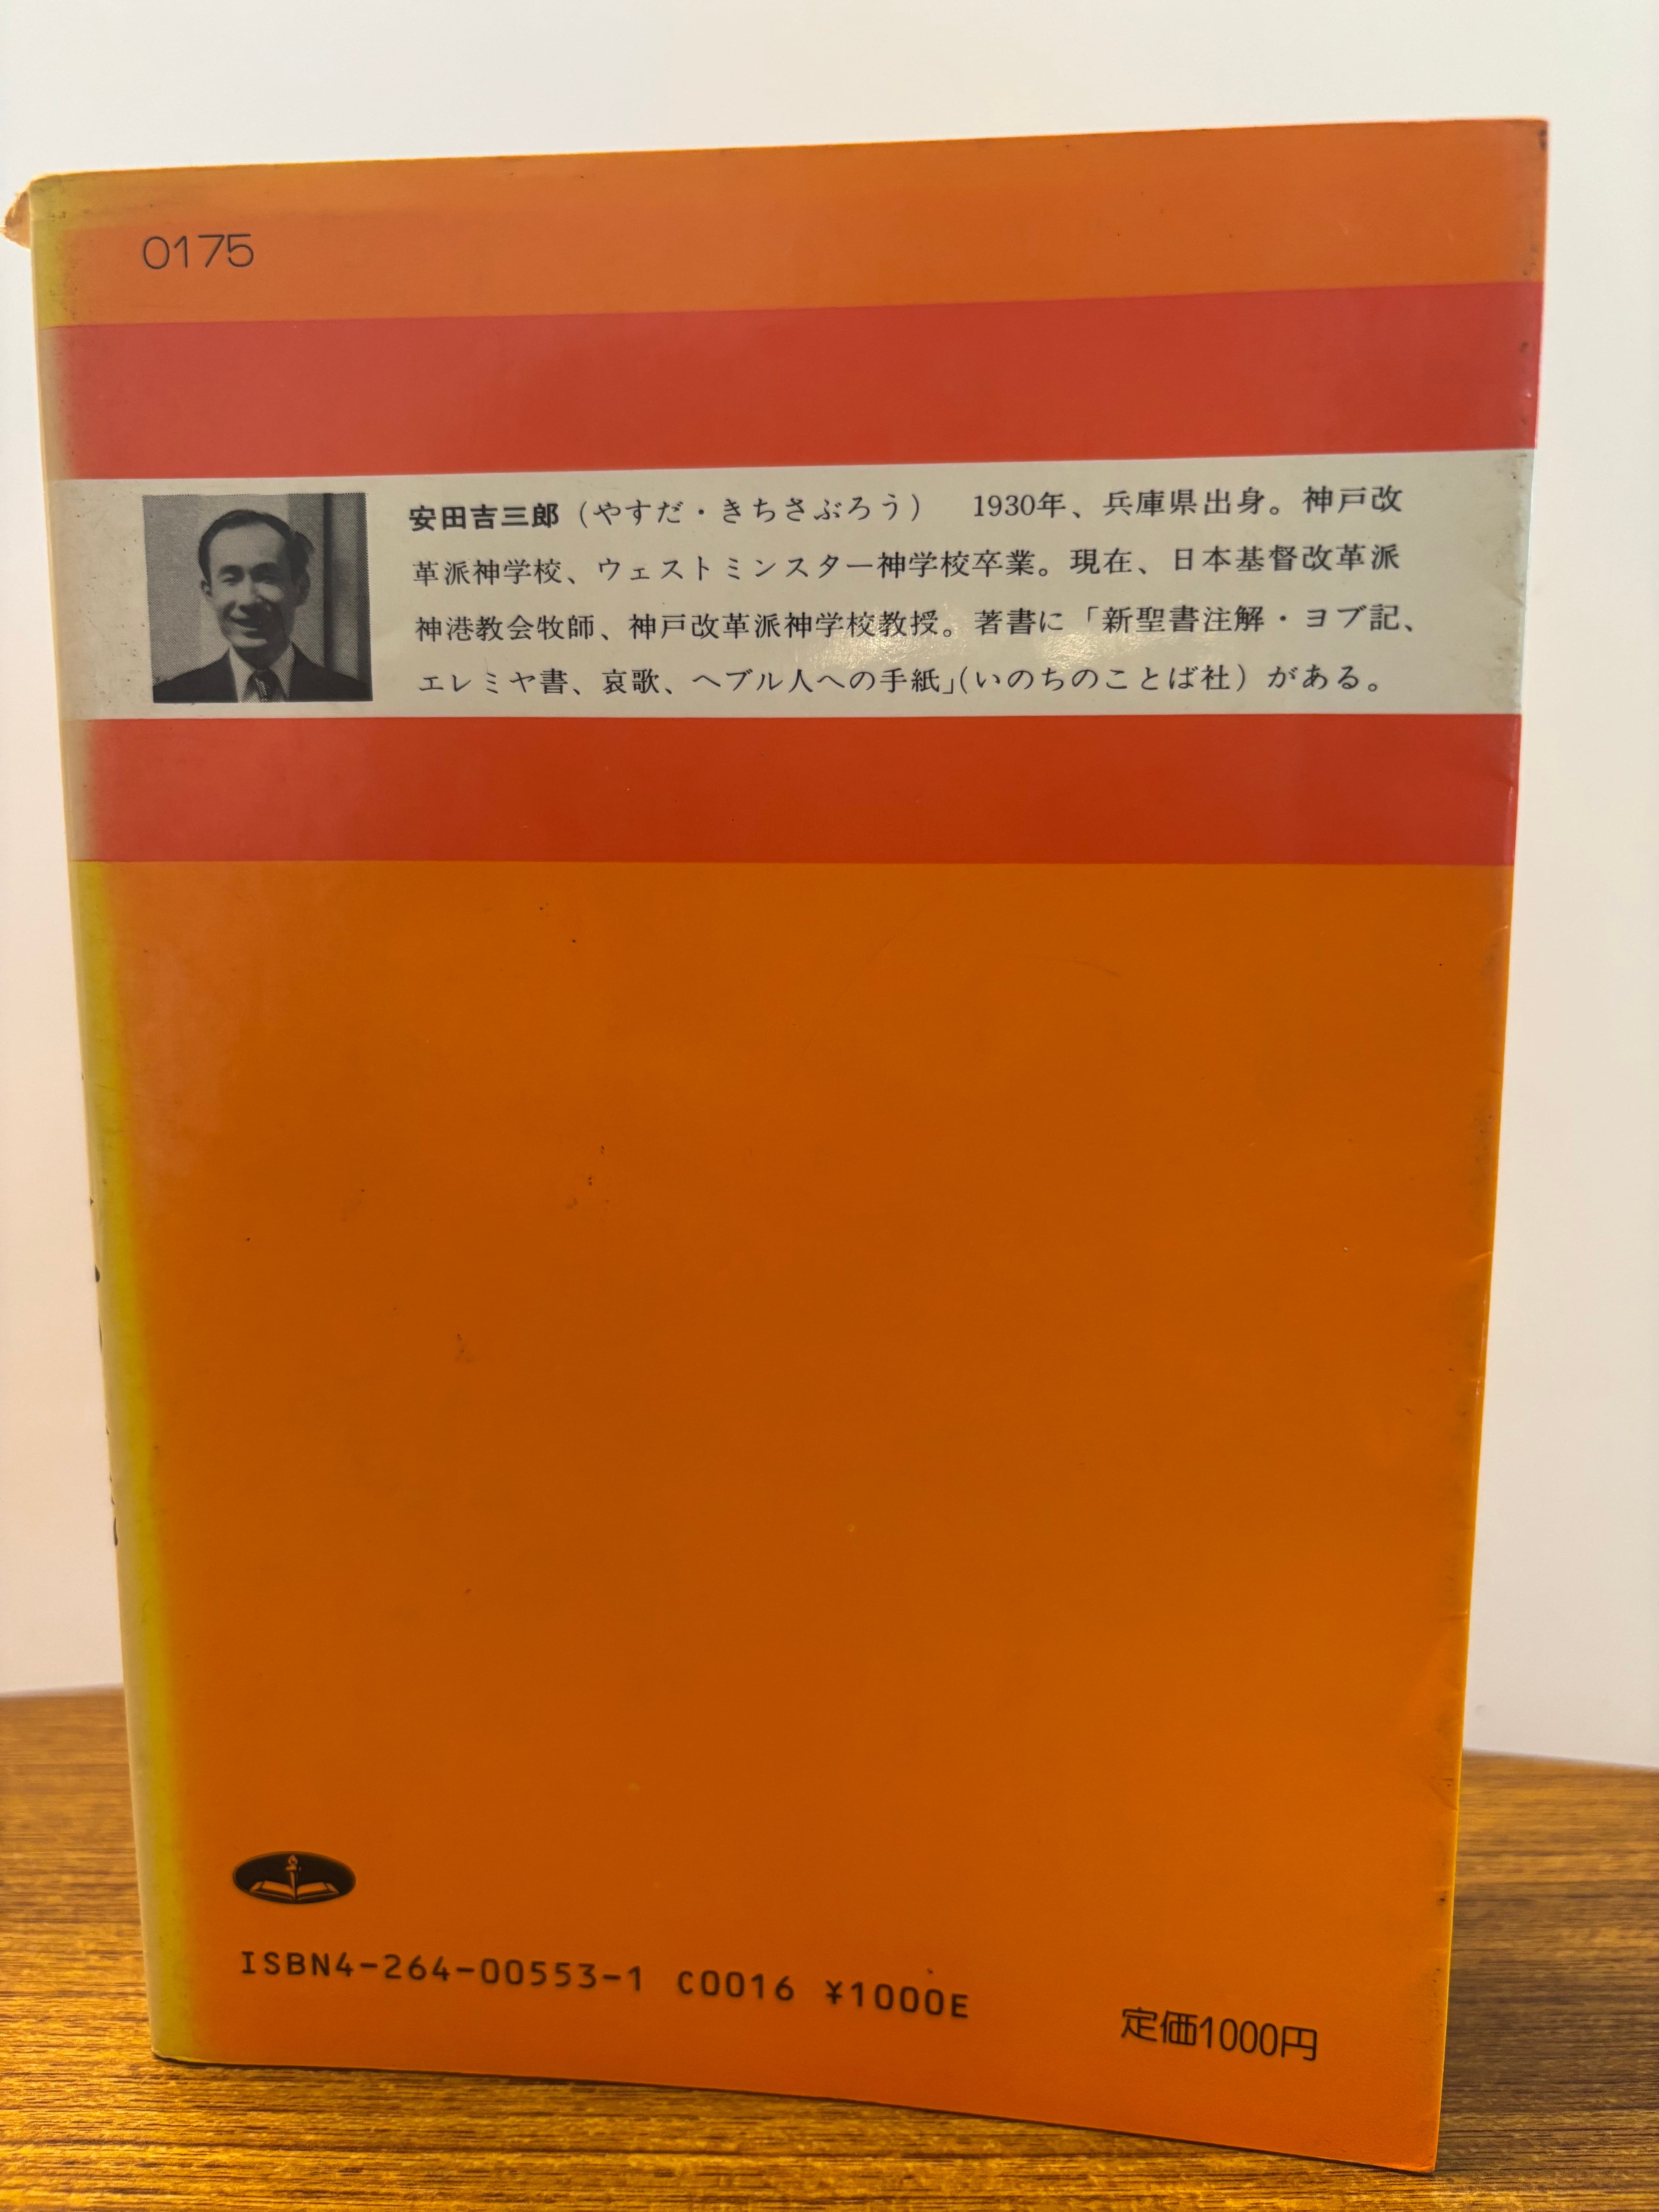 0175
安田吉三郎（やすだ・きちさぶろう）　1930年、兵庫県出身。神戸改
革派神学校、ウェストミンスター神学校卒業。現在、日本基督改革派
神港教会牧師、神戸改革派神学校教授。著書に「新聖書注解・ヨブ記、
エレミヤ書、哀歌、ヘブル人への手紙」（いのちのことば社）がある。
ISBN4-264-00553-1 C0016 ¥1000E
定価1000円